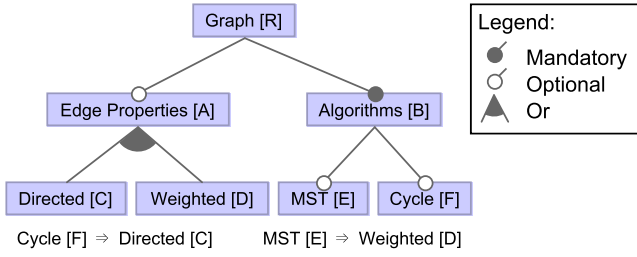 Graph [R]
Edge Properties [A]
Algorithms [B]
Directed [C]
Weighted [D]
MST [E]
Cycle [F]
Cycle [F] ⇒ Directed [C]
MST [E] ⇒ Weighted [D]
Legend:
Mandatory
Optional
Or